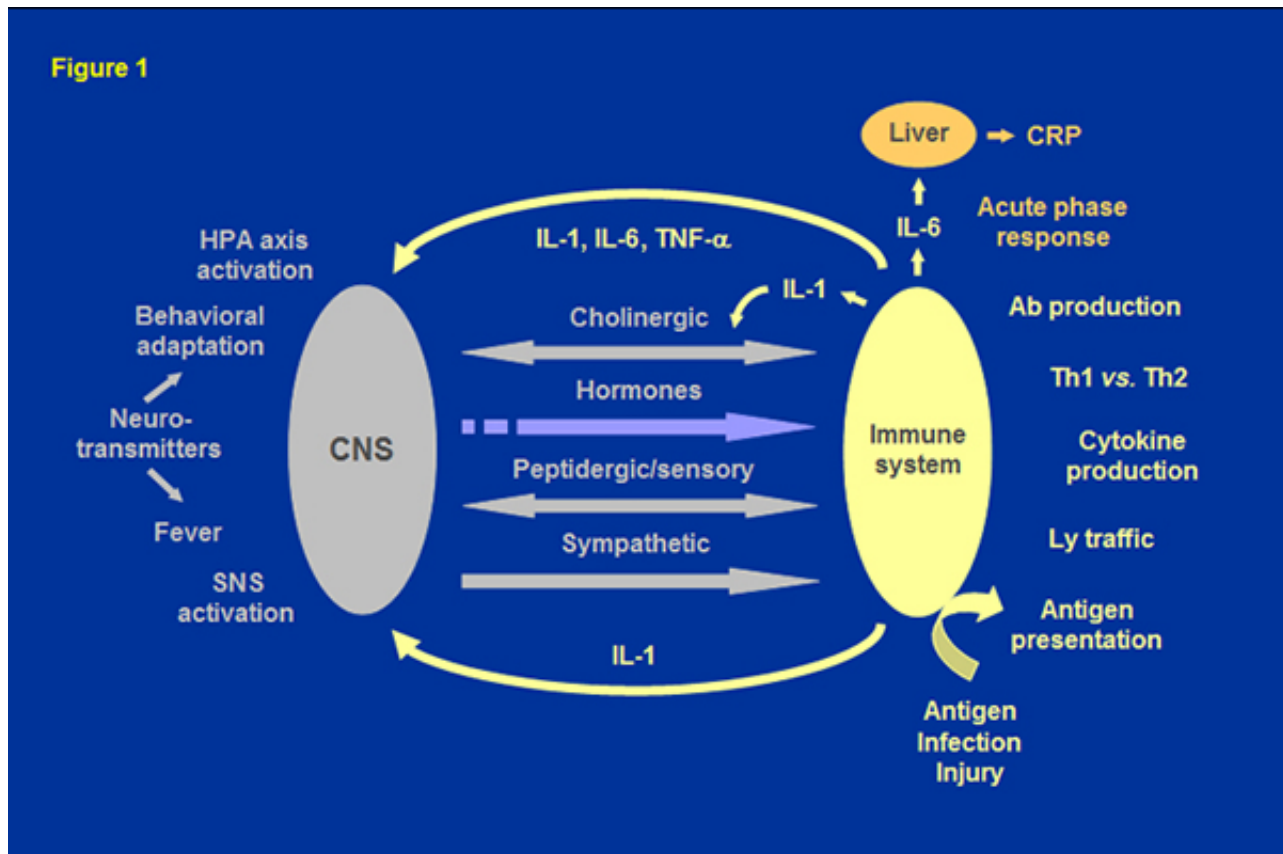 Figure 1
Liver
CRP
Acute phase
response
IL-6
IL-1, IL-6, TNF-α
HPA axis
activation
Behavioral
adaptation
Neuro-
transmitters
Fever
SNS
activation
CNS
IL-1
Cholinergic
Hormones
Peptidergic/sensory
Sympathetic
IL-1
Immune
system
Ab production
Th1 vs. Th2
Cytokine
production
Ly traffic
Antigen
presentation
Antigen
Infection
Injury